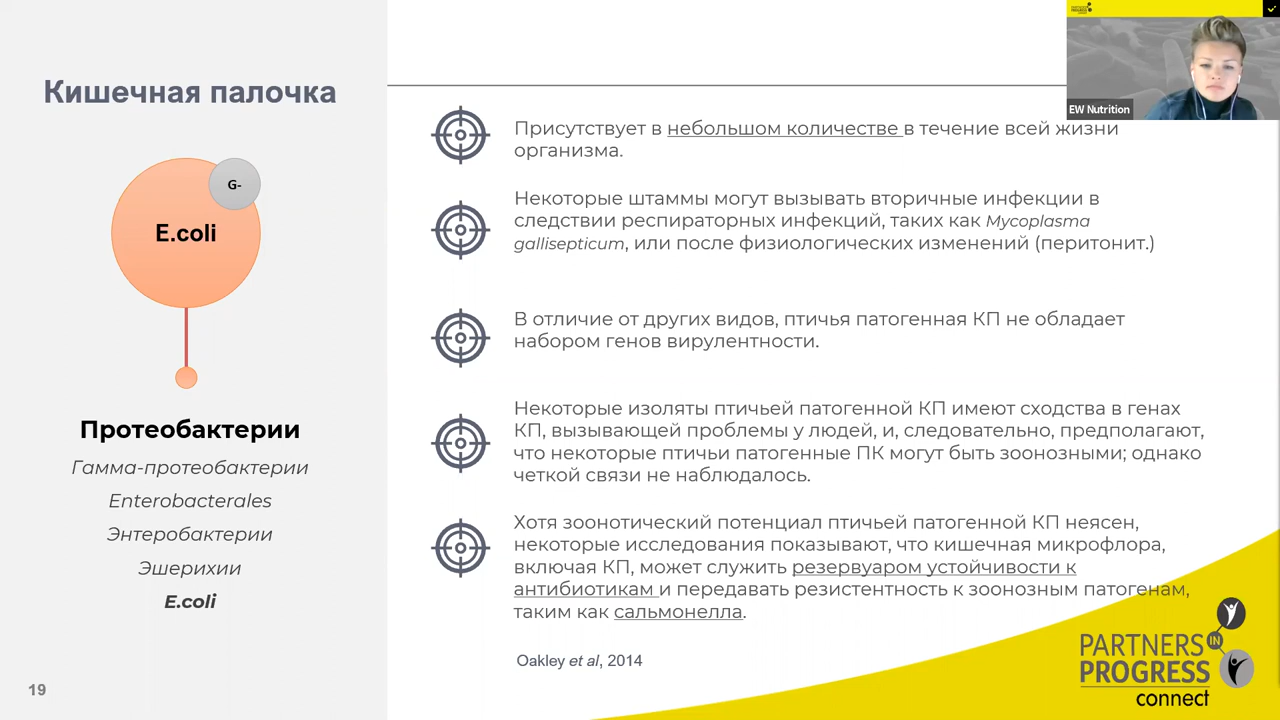 Кишечная палочка
G-
E.coli
Протеобактерии
Гамма-протеобактерии
Enterobacterales
Энтеробактерии
Эшерихии
E.coli
19
Присутствует в небольшом количестве в течение всей жизни
организма.
Некоторые штаммы могут вызывать вторичные инфекции в
следствии респираторных инфекций, таких как Mycoplasma
gallisepticum, или после физиологических изменений (перитонит.)
В отличие от других видов, птичья патогенная КП не обладает
набором генов вирулентности.
Некоторые изоляты птичьей патогенной КП имеют сходства в генах
КП, вызывающей проблемы у людей, и, следовательно, предполагают,
что некоторые птичьи патогенные ПК могут быть зоонозными; однако
четкой связи не наблюдалось.
Хотя зоонотический потенциал птичьей патогенной КП неясен,
некоторые исследования показывают, что кишечная микрофлора,
включая КП, может служить резервуаром устойчивости к
антибиотикам и передавать резистентность к зоонозным патогенам,
таким как сальмонелла.
Oakley et al, 2014
EW Nutrition
PARTNERS
IN
PROGRESS
connect